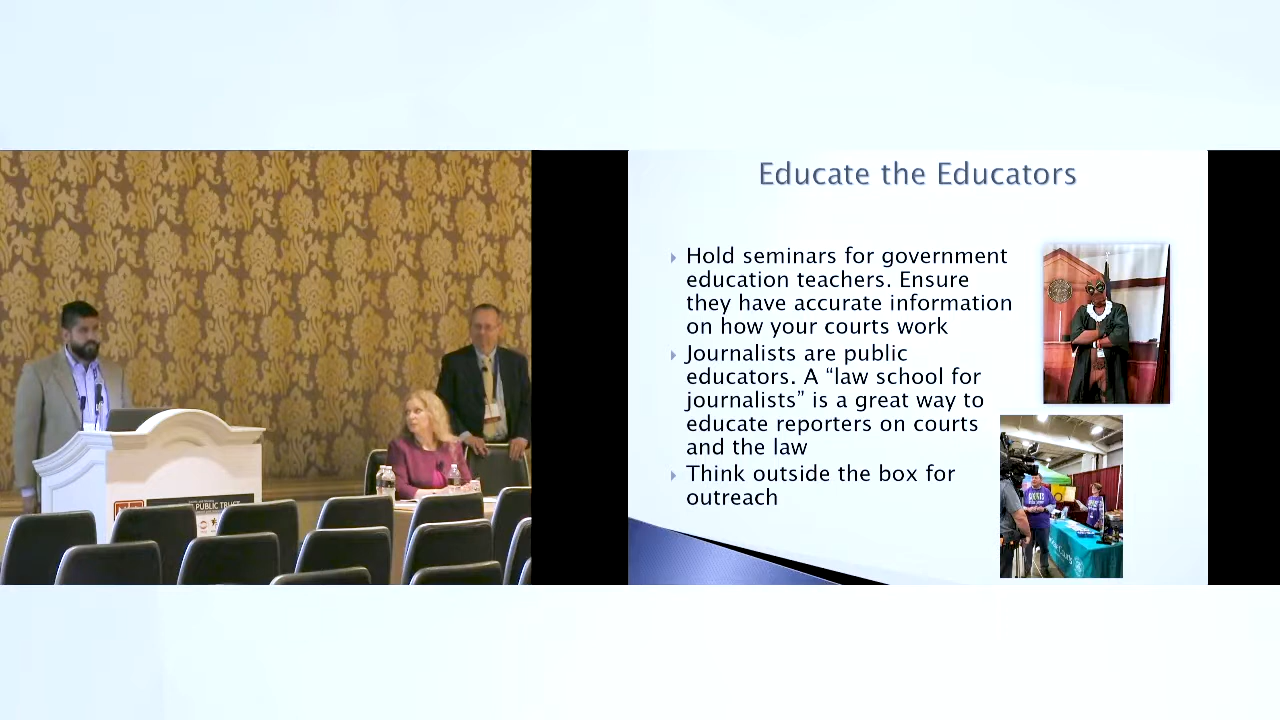 Educate the Educators
Hold seminars for government
education teachers. Ensure
they have accurate information
on how your courts work
Journalists are public
educators. A “law school for
journalists” is a great way to
educate reporters on courts
and the law
Think outside the box for
outreach
PUBLIC TRUST